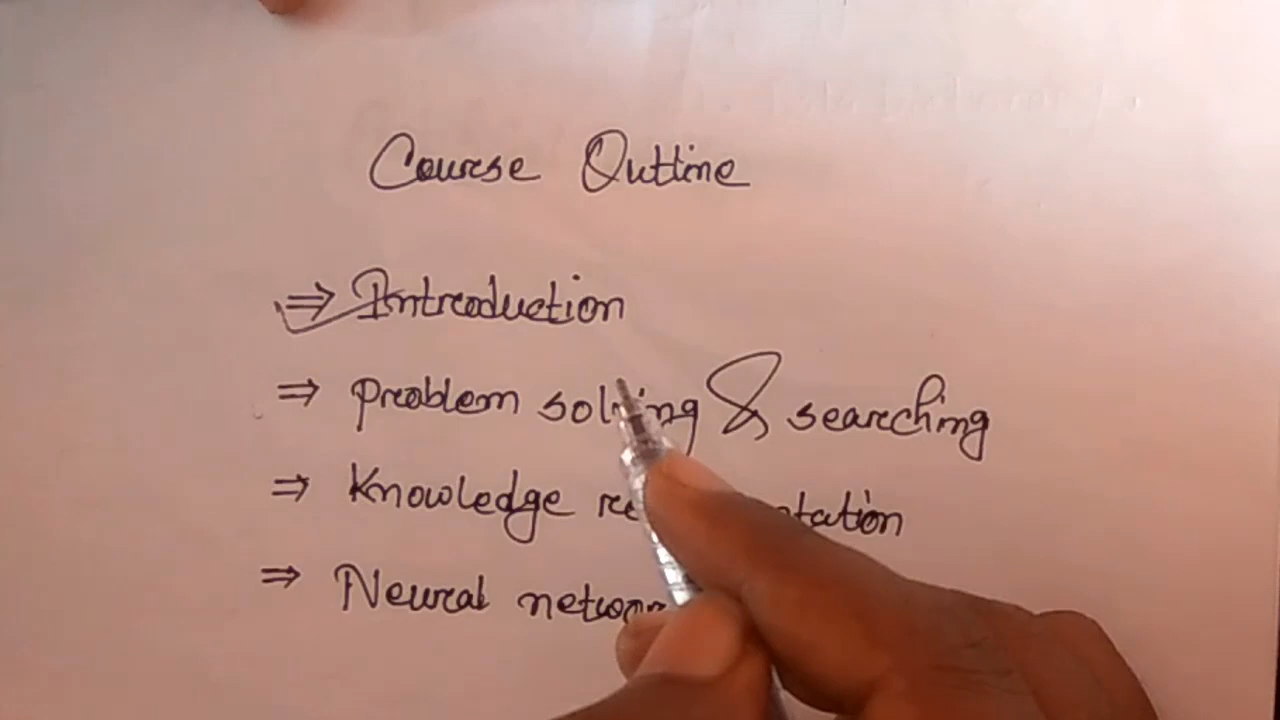 Course Outline
⇒ Introduction
⇒ Problem solving & searching
⇒ Knowledge
⇒ Neural